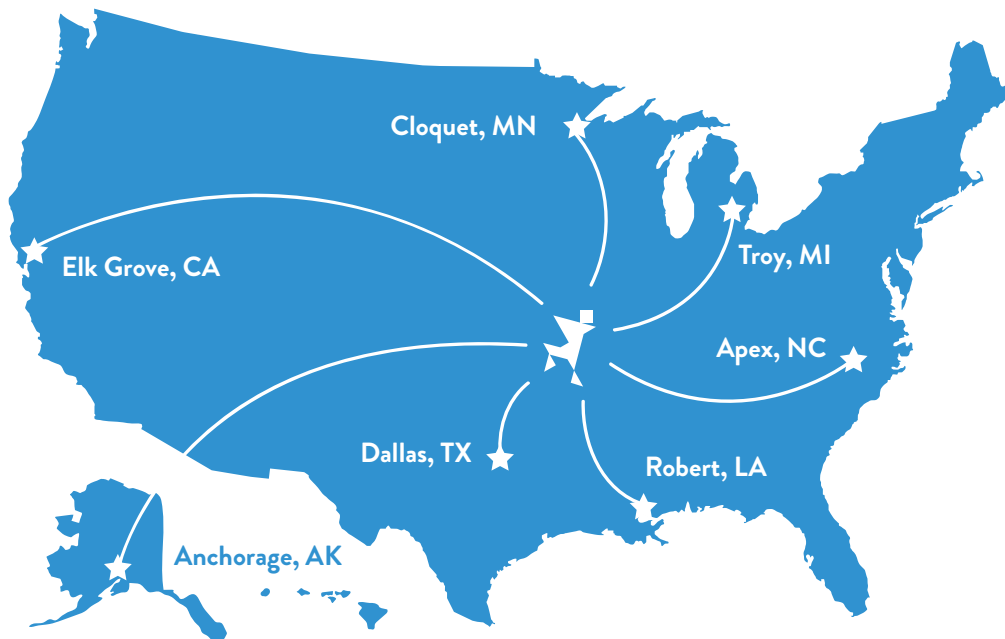 Cloquet, MN
Elk Grove, CA
Troy, MI
Apex, NC
Dallas, TX
Robert, LA
Anchorage, AK